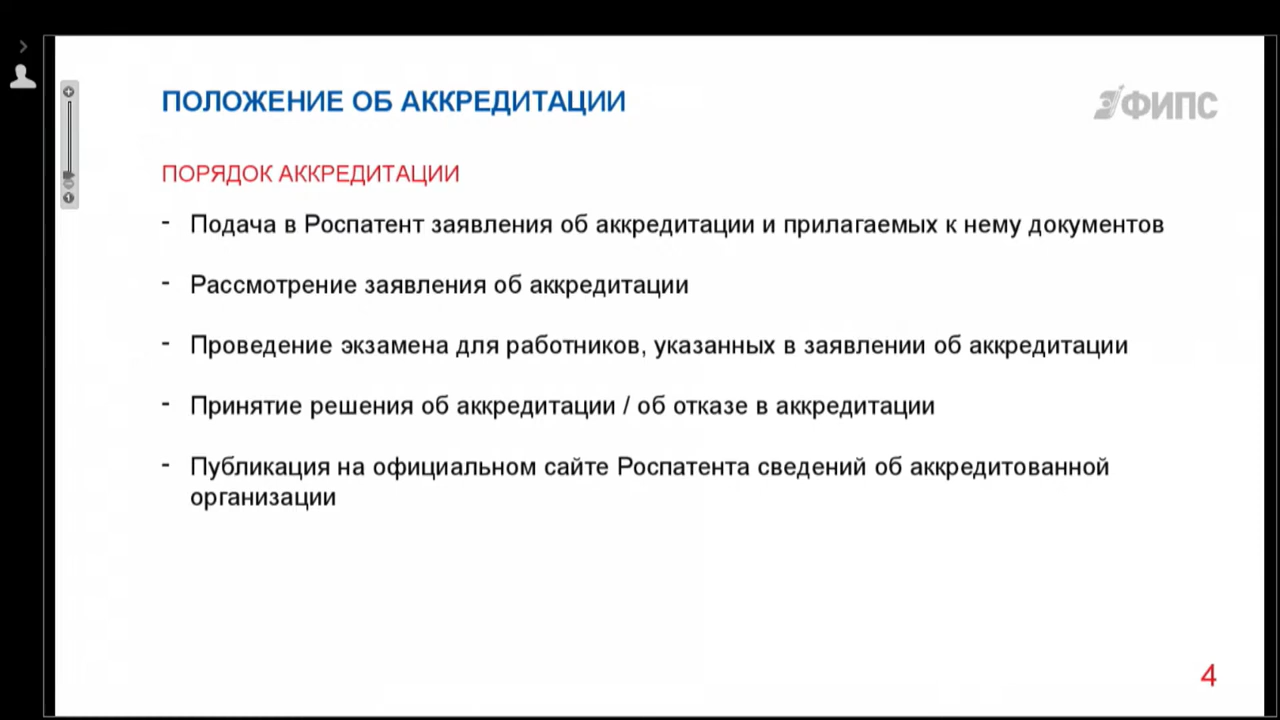 ПОЛОЖЕНИЕ ОБ АККРЕДИТАЦИИ
ФИПС
ПОРЯДОК АККРЕДИТАЦИИ
- Подача в Роспатент заявления об аккредитации и прилагаемых к нему документов
- Рассмотрение заявления об аккредитации
- Проведение экзамена для работников, указанных в заявлении об аккредитации
- Принятие решения об аккредитации / об отказе в аккредитации
- Публикация на официальном сайте Роспатента сведений об аккредитованной
организации
4